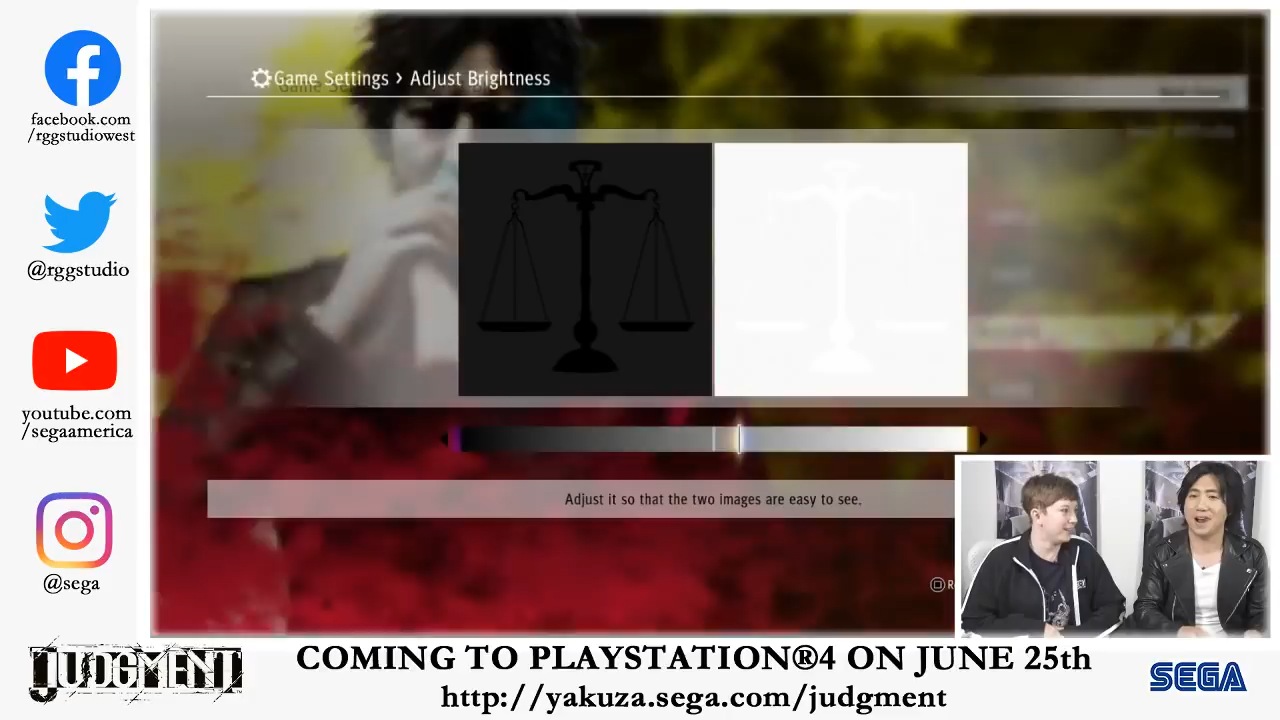 facebook.com
/rggstudiowest
@rggstudio
youtube.com
/segaamerica
@sega
Game Settings > Adjust Brightness
Adjust it so that the two images are easy to see.
JUDGMENT
COMING TO PLAYSTATION®4 ON JUNE 25th
http://yakuza.sega.com/judgment
SEGA